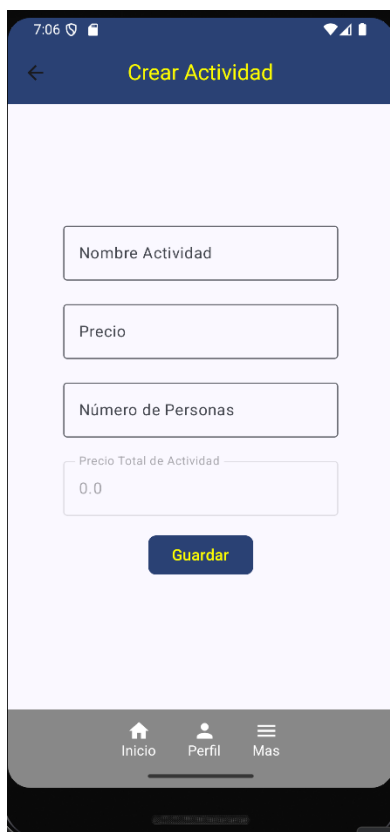 7:06
Crear Actividad
Nombre Actividad
Precio
Número de Personas
Precio Total de Actividad
0.0
Guardar
Inicio Perfil Mas